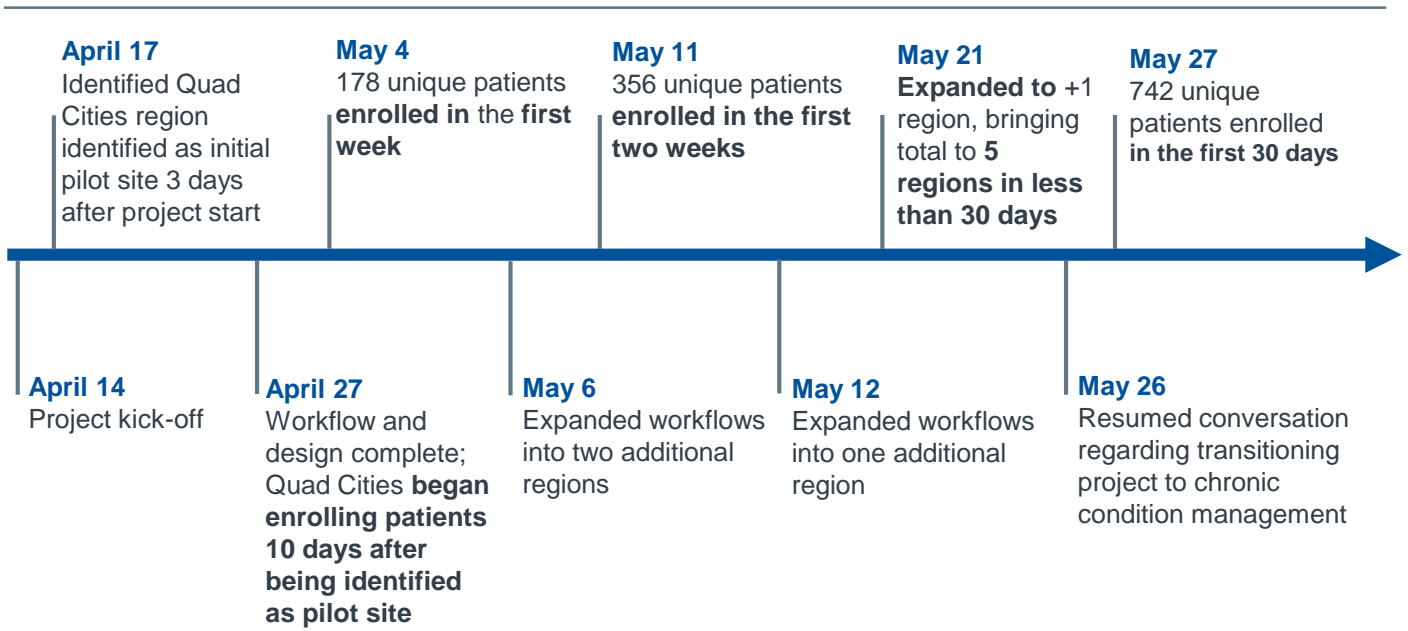 April 17
Identified Quad
Cities region
identified as initial
pilot site 3 days
after project start
May 4
178 unique patients
enrolled in the first
week
May 11
356 unique patients
enrolled in the first
two weeks
May 21
Expanded to +1
region, bringing
total to 5
regions in less
than 30 days
May 27
742 unique
patients enrolled
in the first 30 days
April 14
Project kick-off
April 27
Workflow and
design complete;
Quad Cities began
enrolling patients
10 days after
being identified
as pilot site
May 6
Expanded workflows
into two additional
regions
May 12
Expanded workflows
into one additional
region
May 26
Resumed conversation
regarding transitioning
project to chronic
condition management